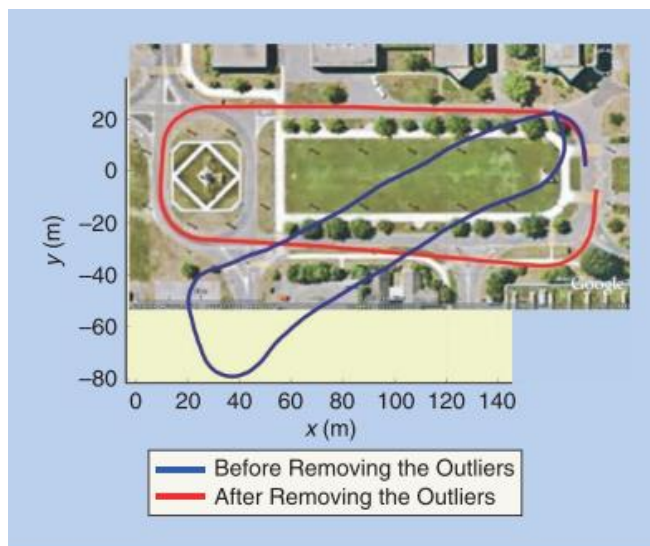 20
0
−20
−40
−60
−80
y (m)
Google
0 20 40 60 80 100 120 140
x (m)
Before Removing the Outliers
After Removing the Outliers